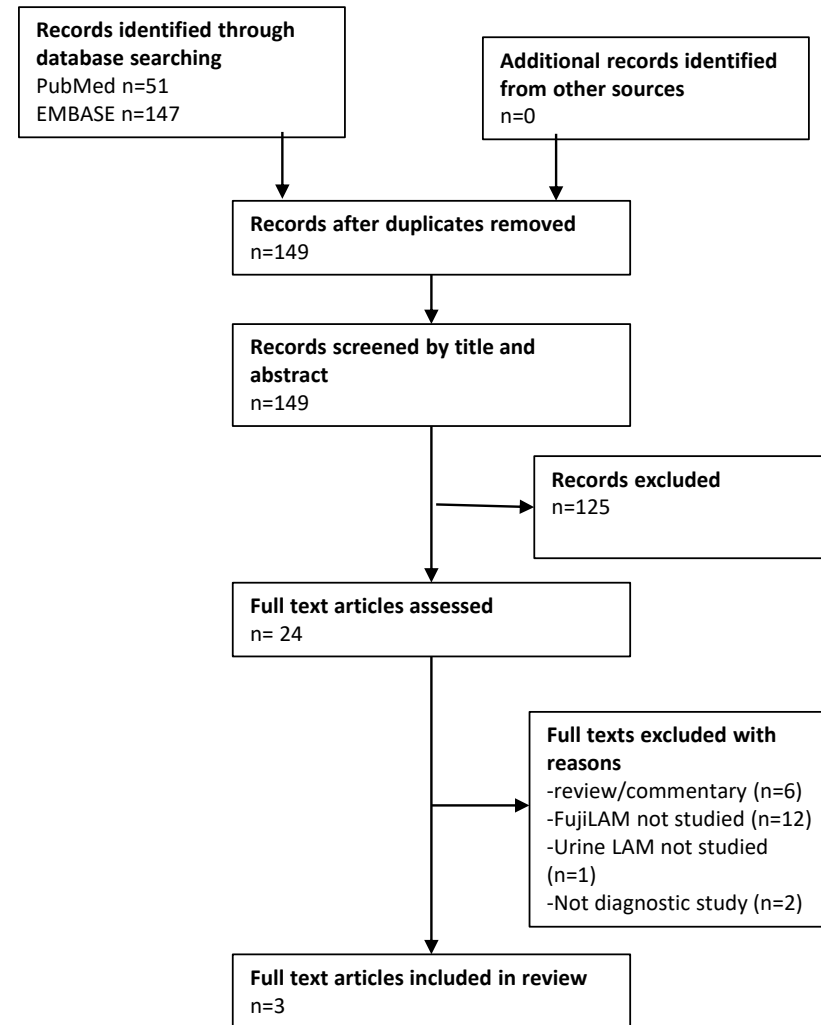 Records identified through
database searching
PubMed n=51
EMBASE n=147
Additional records identified
from other sources
n=0
Records after duplicates removed
n=149
Records screened by title and
abstract
n=149
Records excluded
n=125
Full text articles assessed
n= 24
Full texts excluded with
reasons
-review/commentary (n=6)
-FujiLAM not studied (n=12)
-Urine LAM not studied
(n=1)
-Not diagnostic study (n=2)
Full text articles included in review
n=3